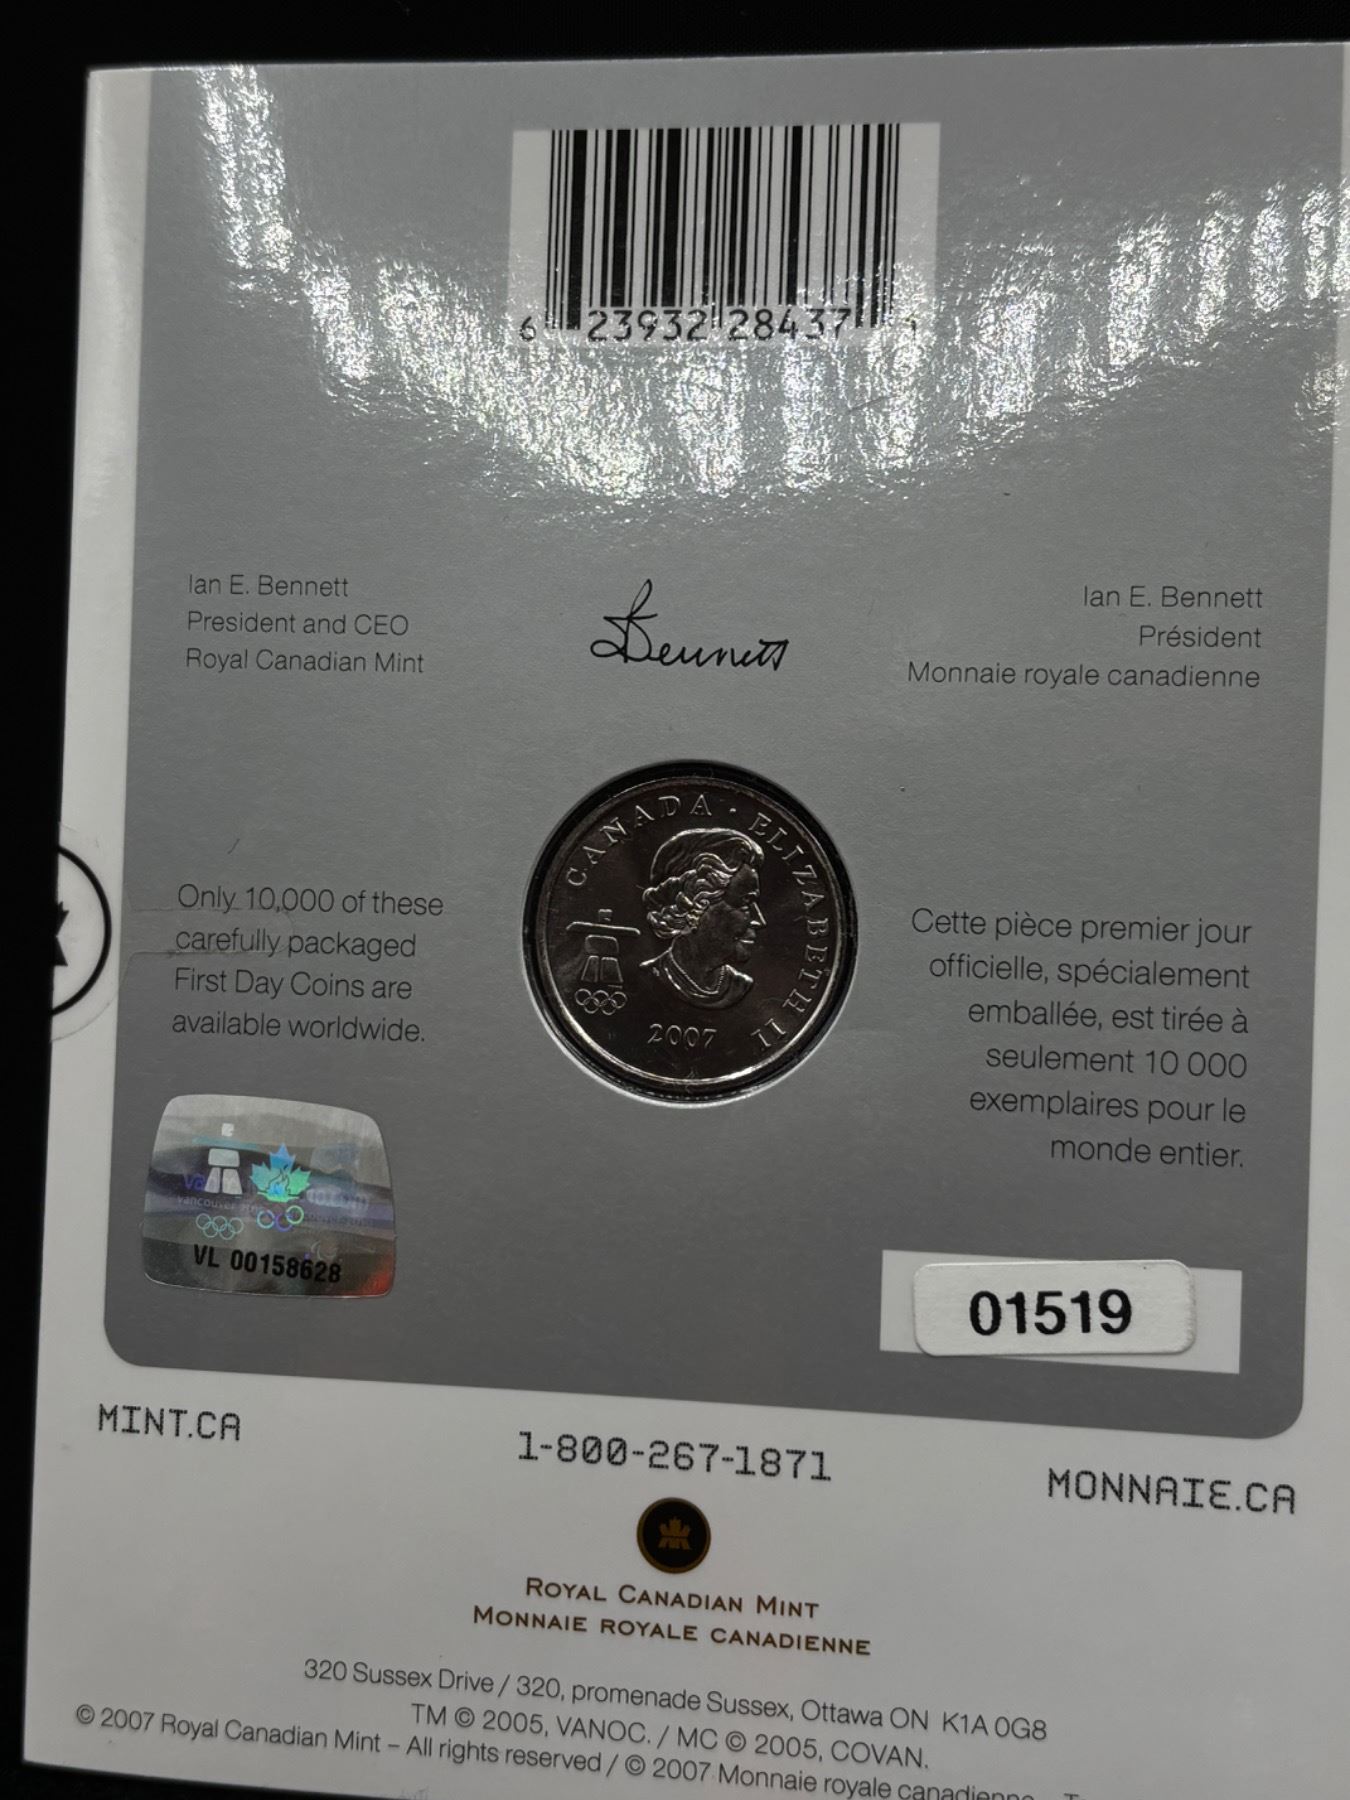 6 23932 28437 1
Ian E. Bennett
President and CEO
Royal Canadian Mint
Bennett
Ian E. Bennett
Président
Monnaie royale canadienne
CANADA · ELIZABETH II
2007
Only 10,000 of these
carefully packaged
First Day Coins are
available worldwide.
Cette pièce premier jour
officielle, spécialement
emballée, est tirée à
seulement 10 000
exemplaires pour le
monde entier.
vancouver
VL 00158628
01519
MINT.CA
1-800-267-1871
MONNAIE.CA
ROYAL CANADIAN MINT
MONNAIE ROYALE CANADIENNE
320 Sussex Drive / 320, promenade Sussex, Ottawa ON K1A 0G8
TM © 2005, VANOC. / MC © 2005, COVAN.
© 2007 Royal Canadian Mint – All rights reserved / © 2007 Monnaie royale canadienne